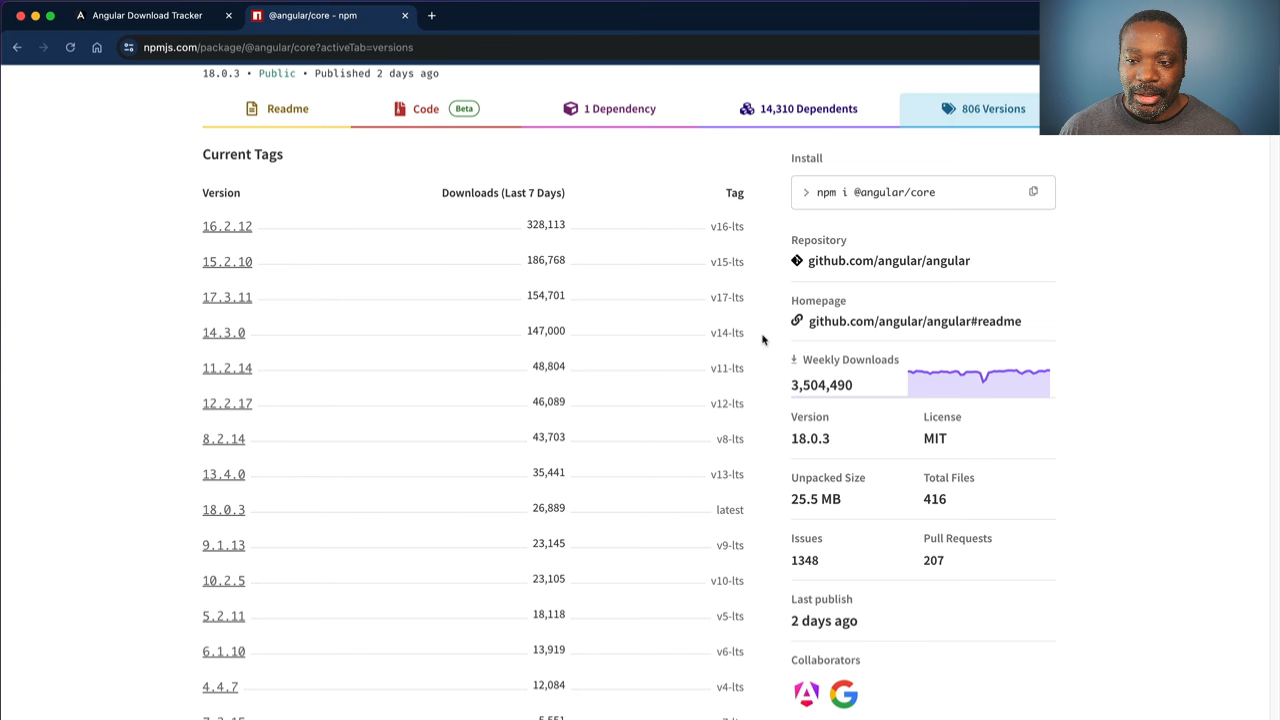 Angular Download Tracker
@angular/core - npm
npmjs.com/package/@angular/core?activeTab=versions
18.0.3 • Public • Published 2 days ago
Readme
Code Beta
1 Dependency
14,310 Dependents
806 Versions
Current Tags
Version Downloads (Last 7 Days) Tag
16.2.12 328,113 v16-lts
15.2.10 186,768 v15-lts
17.3.11 154,701 v17-lts
14.3.0 147,000 v14-lts
11.2.14 48,804 v11-lts
12.2.17 46,089 v12-lts
8.2.14 43,703 v8-lts
13.4.0 35,441 v13-lts
18.0.3 26,889 latest
9.1.13 23,145 v9-lts
10.2.5 23,105 v10-lts
5.2.11 18,118 v5-lts
6.1.10 13,919 v6-lts
4.4.7 12,084 v4-lts
Install
> npm i @angular/core
Repository
github.com/angular/angular
Homepage
github.com/angular/angular#readme
Weekly Downloads
3,504,490
Version License
18.0.3 MIT
Unpacked Size Total Files
25.5 MB 416
Issues Pull Requests
1348 207
Last publish
2 days ago
Collaborators